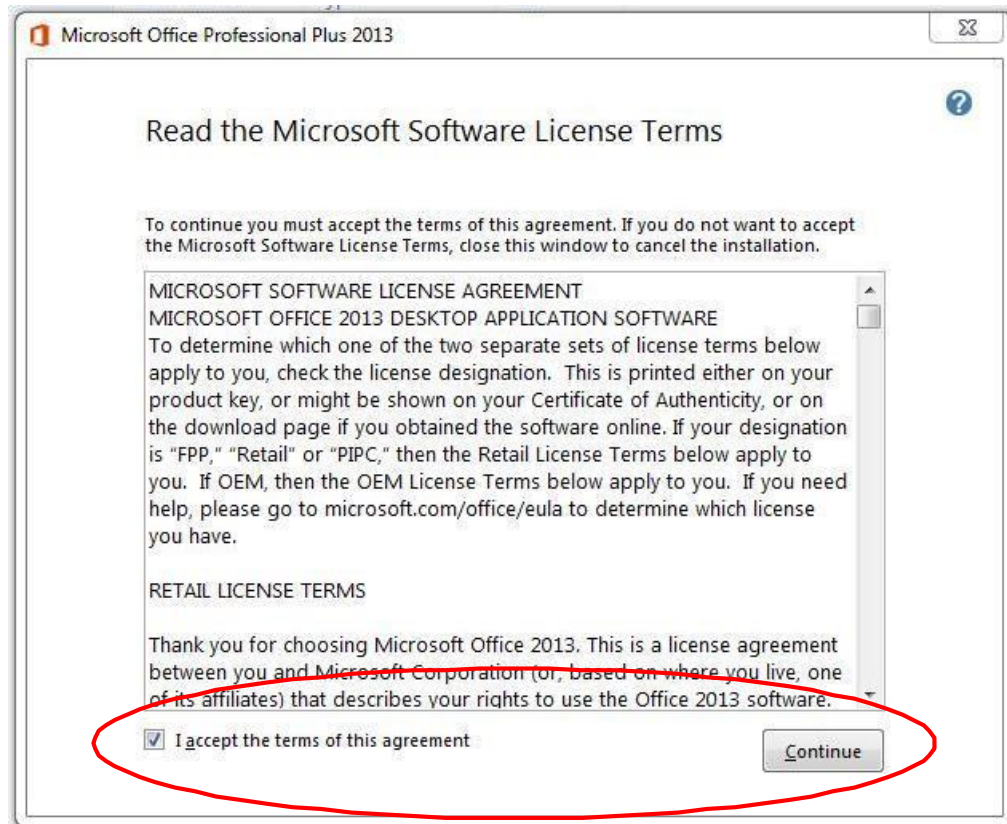 Microsoft Office Professional Plus 2013
Read the Microsoft Software License Terms
To continue you must accept the terms of this agreement. If you do not want to accept
the Microsoft Software License Terms, close this window to cancel the installation.
MICROSOFT SOFTWARE LICENSE AGREEMENT
MICROSOFT OFFICE 2013 DESKTOP APPLICATION SOFTWARE
To determine which one of the two separate sets of license terms below
apply to you, check the license designation.  This is printed either on your
product key, or might be shown on your Certificate of Authenticity, or on
the download page if you obtained the software online. If your designation
is “FPP,” “Retail” or “PIPC,” then the Retail License Terms below apply to
you.  If OEM, then the OEM License Terms below apply to you.  If you need
help, please go to microsoft.com/office/eula to determine which license
you have.
RETAIL LICENSE TERMS
Thank you for choosing Microsoft Office 2013. This is a license agreement
between you and Microsoft Corporation (or, based on where you live, one
of its affiliates) that describes your rights to use the Office 2013 software.
I accept the terms of this agreement
Continue